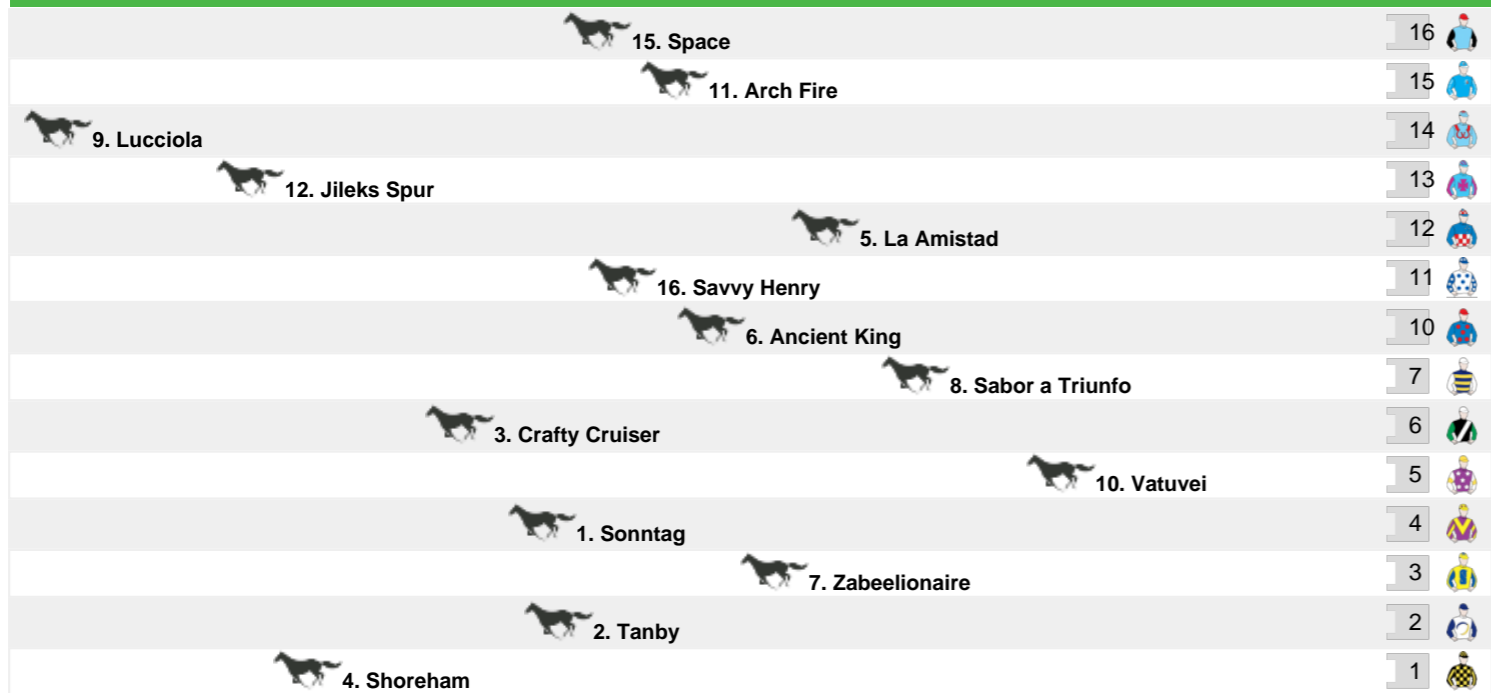 15. Space 16
11. Arch Fire 15
9. Lucciola 14
12. Jileks Spur 13
5. La Amistad 12
16. Savvy Henry 11
6. Ancient King 10
8. Sabor a Triunfo 7
3. Crafty Cruiser 6
10. Vatuvei 5
1. Sonntag 4
7. Zabeelionaire 3
2. Tanby 2
4. Shoreham 1